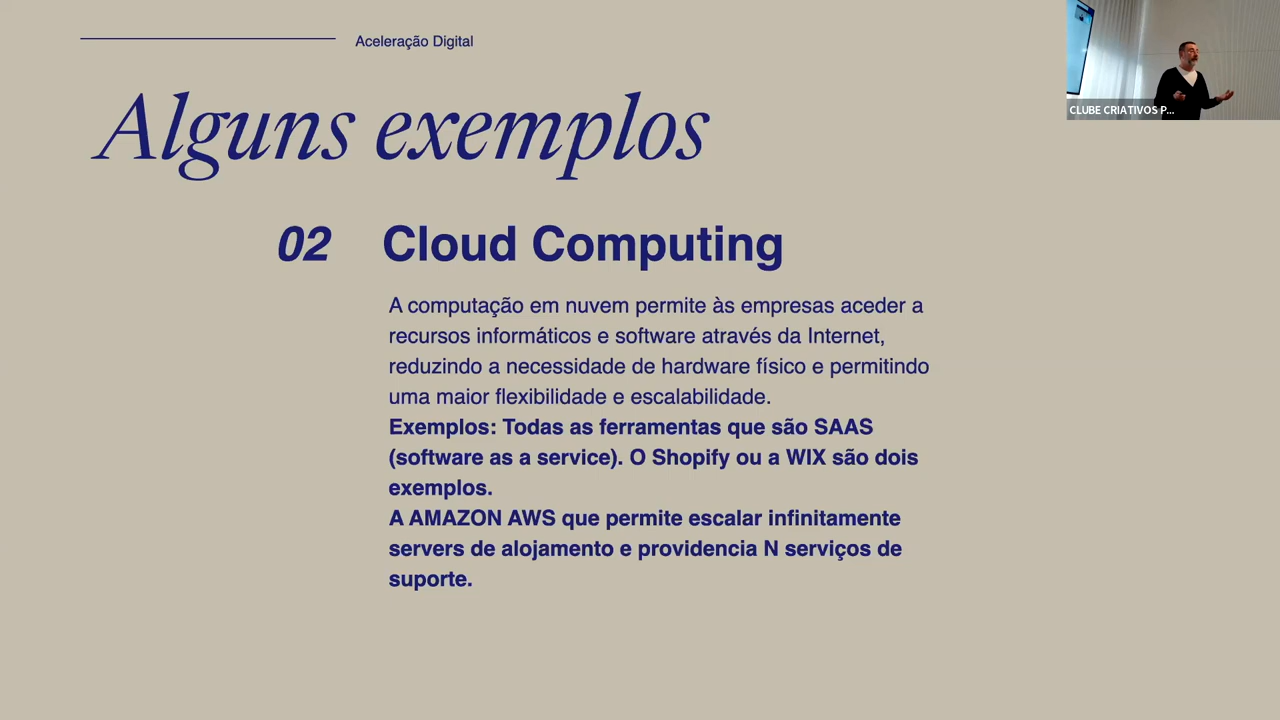 Aceleração Digital
Alguns exemplos
CLUBE CRIATIVOS P...
02 Cloud Computing
A computação em nuvem permite às empresas aceder a
recursos informáticos e software através da Internet,
reduzindo a necessidade de hardware físico e permitindo
uma maior flexibilidade e escalabilidade.
Exemplos: Todas as ferramentas que são SAAS
(software as a service). O Shopify ou a WIX são dois
exemplos.
A AMAZON AWS que permite escalar infinitamente
servers de alojamento e providencia N serviços de
suporte.